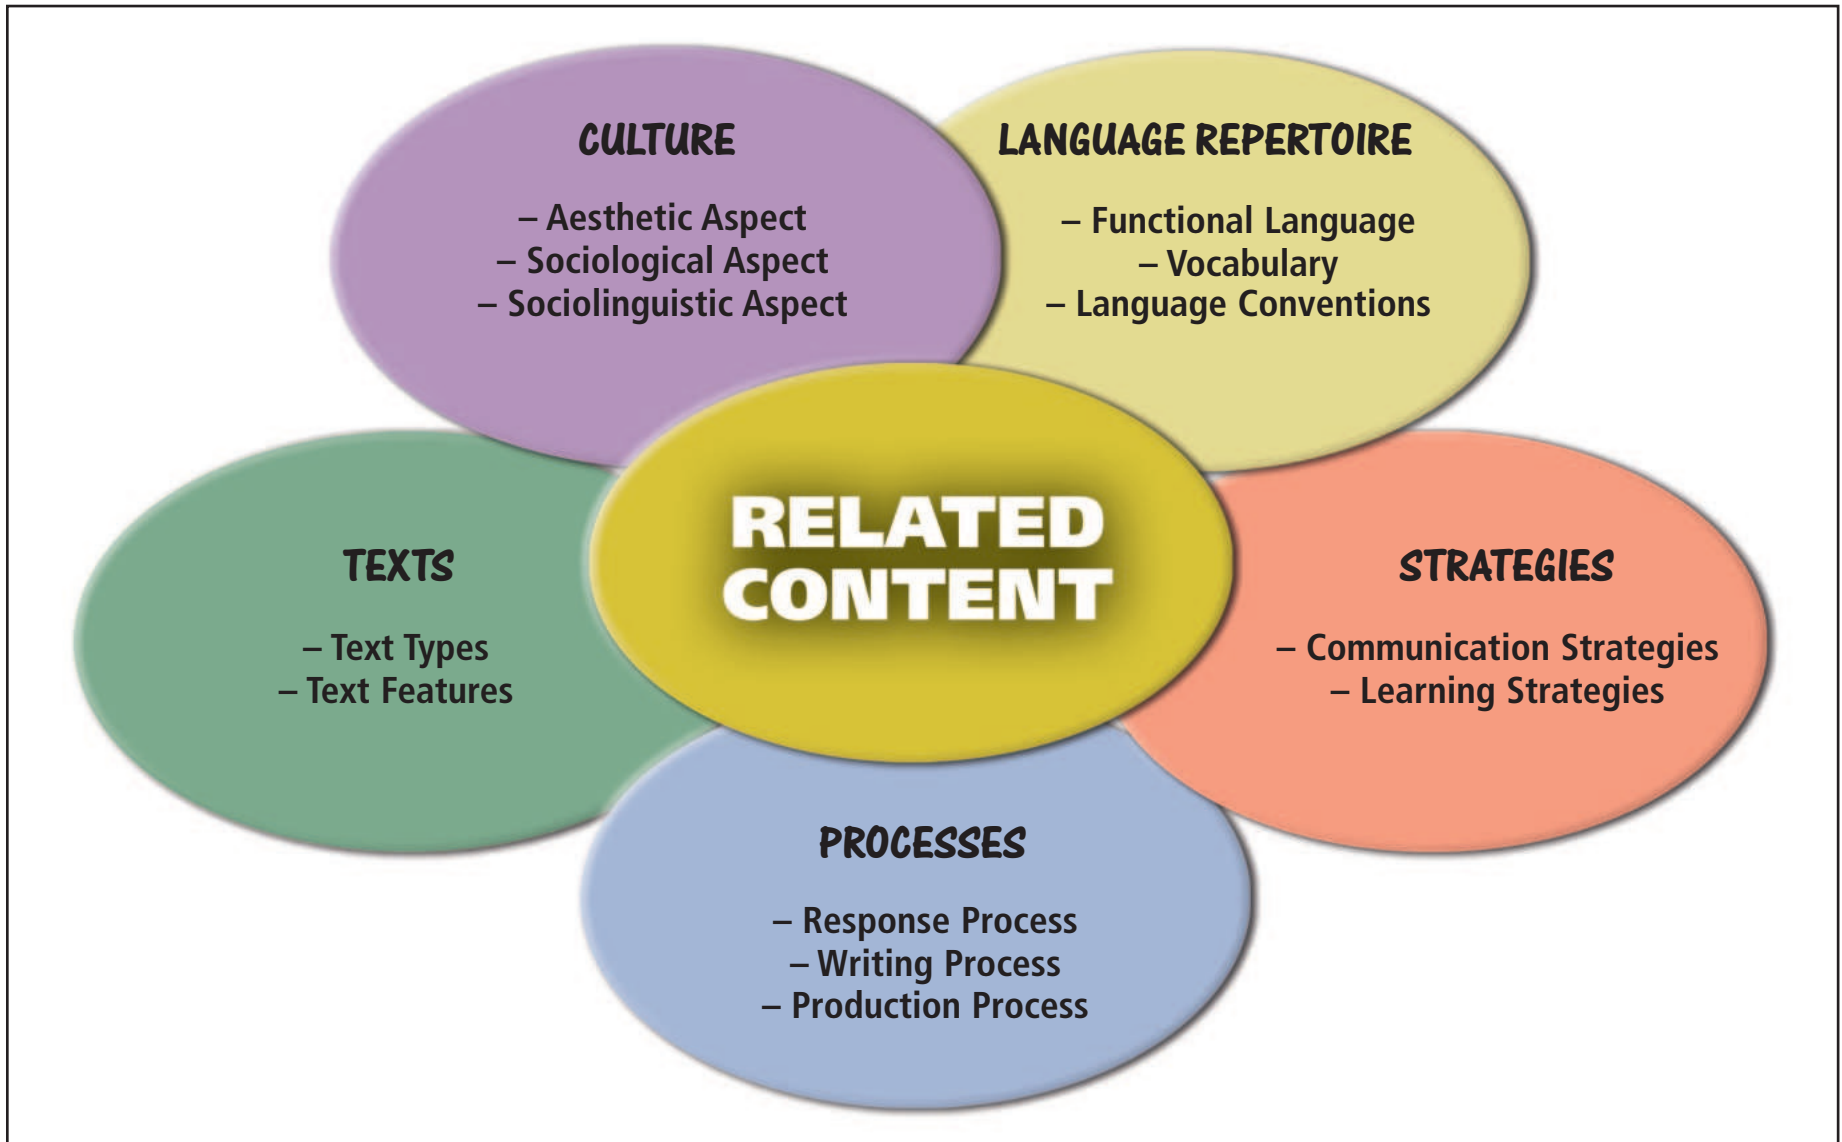 CULTURE
– Aesthetic Aspect
– Sociological Aspect
– Sociolinguistic Aspect
LANGUAGE REPERTOIRE
– Functional Language
– Vocabulary
– Language Conventions
RELATED
CONTENT
TEXTS
– Text Types
– Text Features
STRATEGIES
– Communication Strategies
– Learning Strategies
PROCESSES
– Response Process
– Writing Process
– Production Process